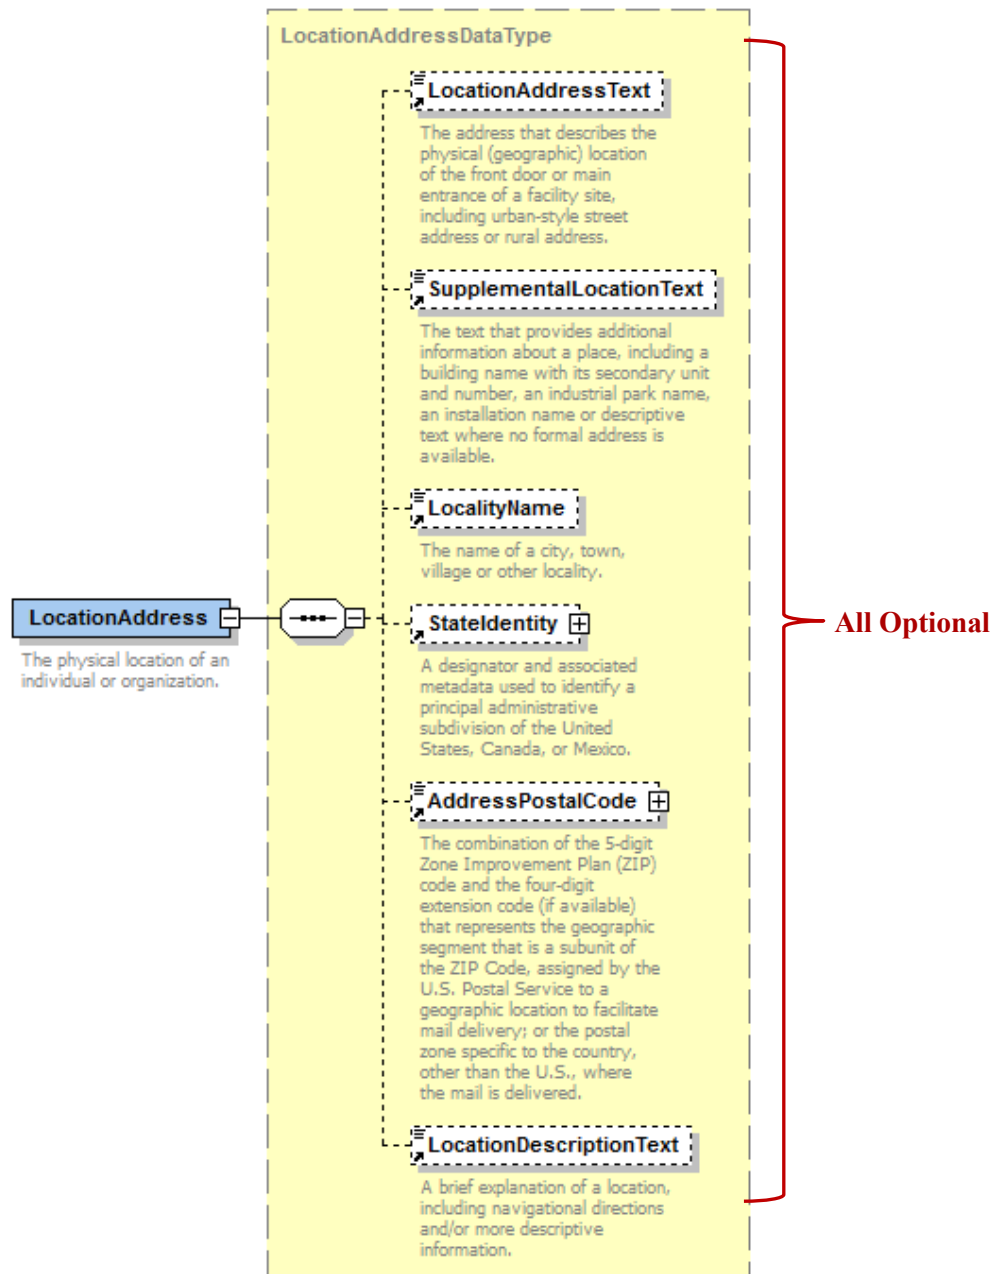 LocationAddressDataType
LocationAddressText
The address that describes the
physical (geographic) location
of the front door or main
entrance of a facility site,
including urban-style street
address or rural address.
SupplementalLocationText
The text that provides additional
information about a place, including a
building name with its secondary unit
and number, an industrial park name,
an installation name or descriptive
text where no formal address is
available.
LocalityName
The name of a city, town,
village or other locality.
LocationAddress
The physical location of an
individual or organization.
StateIdentity
A designator and associated
metadata used to identify a
principal administrative
subdivision of the United
States, Canada, or Mexico.
All Optional
AddressPostalCode
The combination of the 5-digit
Zone Improvement Plan (ZIP)
code and the four-digit
extension code (if available)
that represents the geographic
segment that is a subunit of
the ZIP Code, assigned by the
U.S. Postal Service to a
geographic location to facilitate
mail delivery; or the postal
zone specific to the country,
other than the U.S., where
the mail is delivered.
LocationDescriptionText
A brief explanation of a location,
including navigational directions
and/or more descriptive
information.